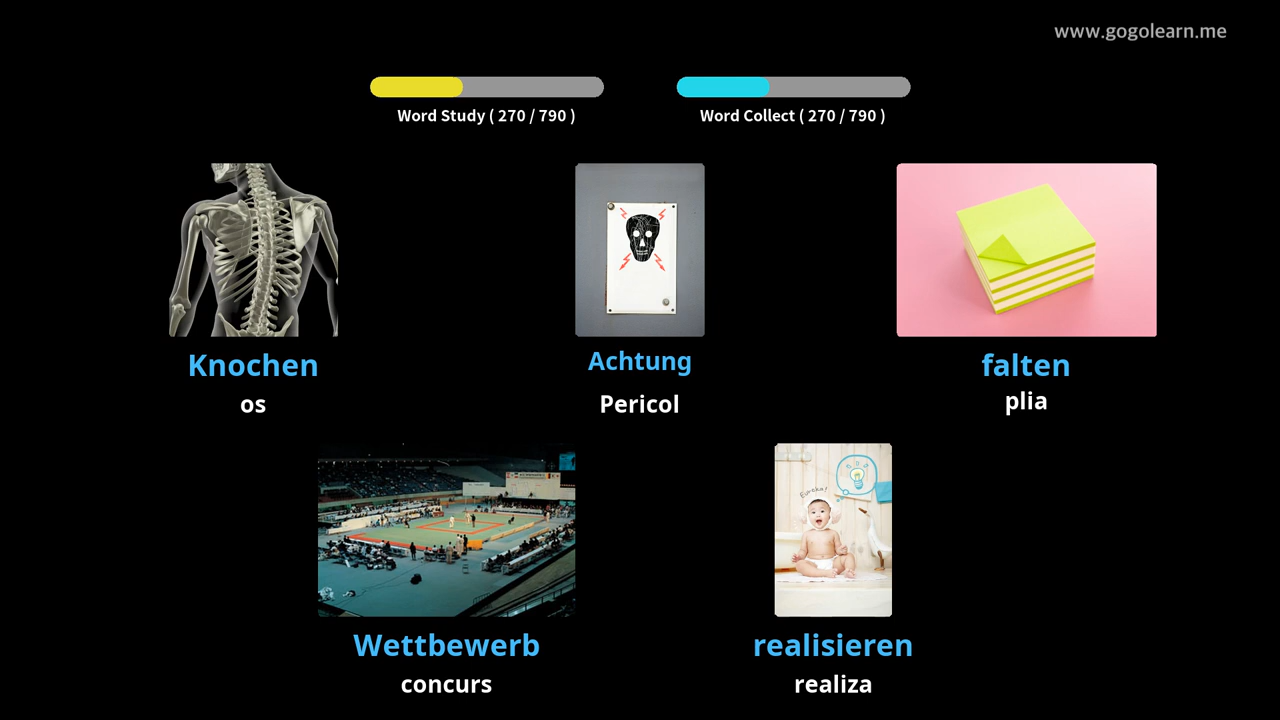 www.gogolearn.me
Word Study ( 270 / 790 )
Word Collect ( 270 / 790 )
Knochen
Achtung
falten
os
Pericol
plia
Eureka!
Wettbewerb
realisieren
concurs
realiza